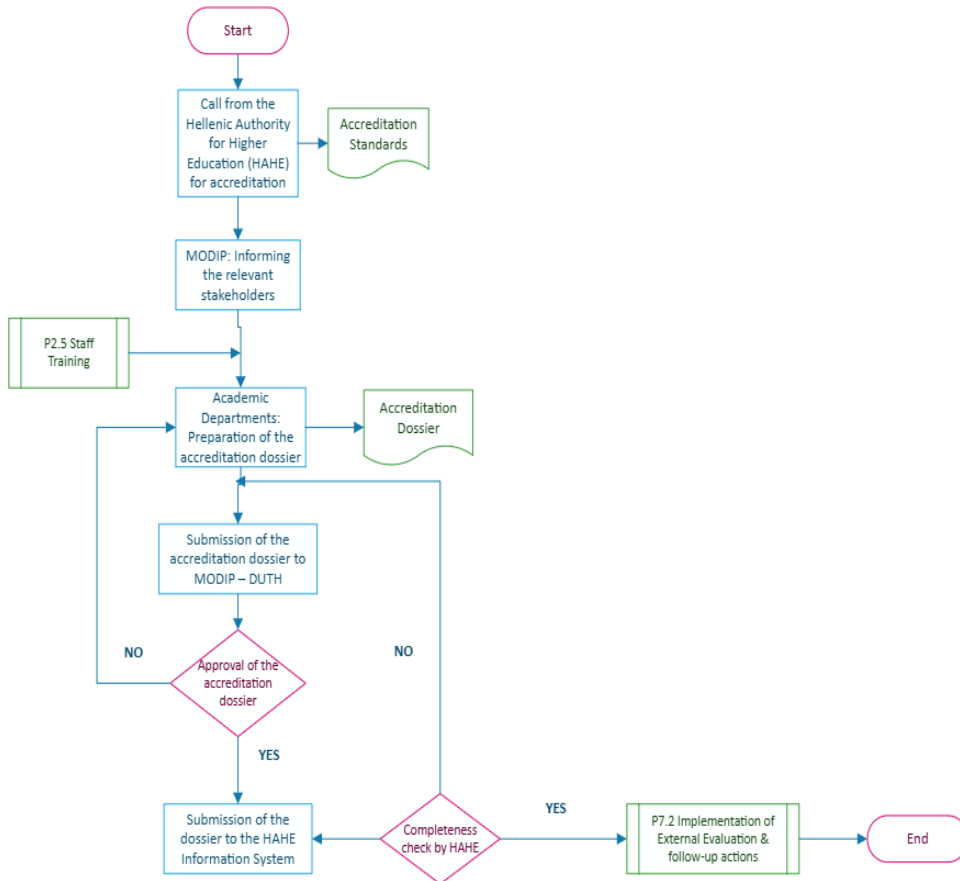 Start
Call from the
Hellenic Authority
for Higher
Education (HAHE)
for accreditation
Accreditation
Standards
MODIP: Informing
the relevant
stakeholders
P2.5 Staff
Training
Academic
Departments:
Preparation of the
accreditation dossier
Accreditation
Dossier
Submission of the
accreditation dossier to
MODIP – DUTH
NO
NO
Approval of the
accreditation
dossier
YES
Submission of the
dossier to the HAHE
Information System
Completeness
check by HAHE
YES
P7.2 Implementation of
External Evaluation &
follow-up actions
End